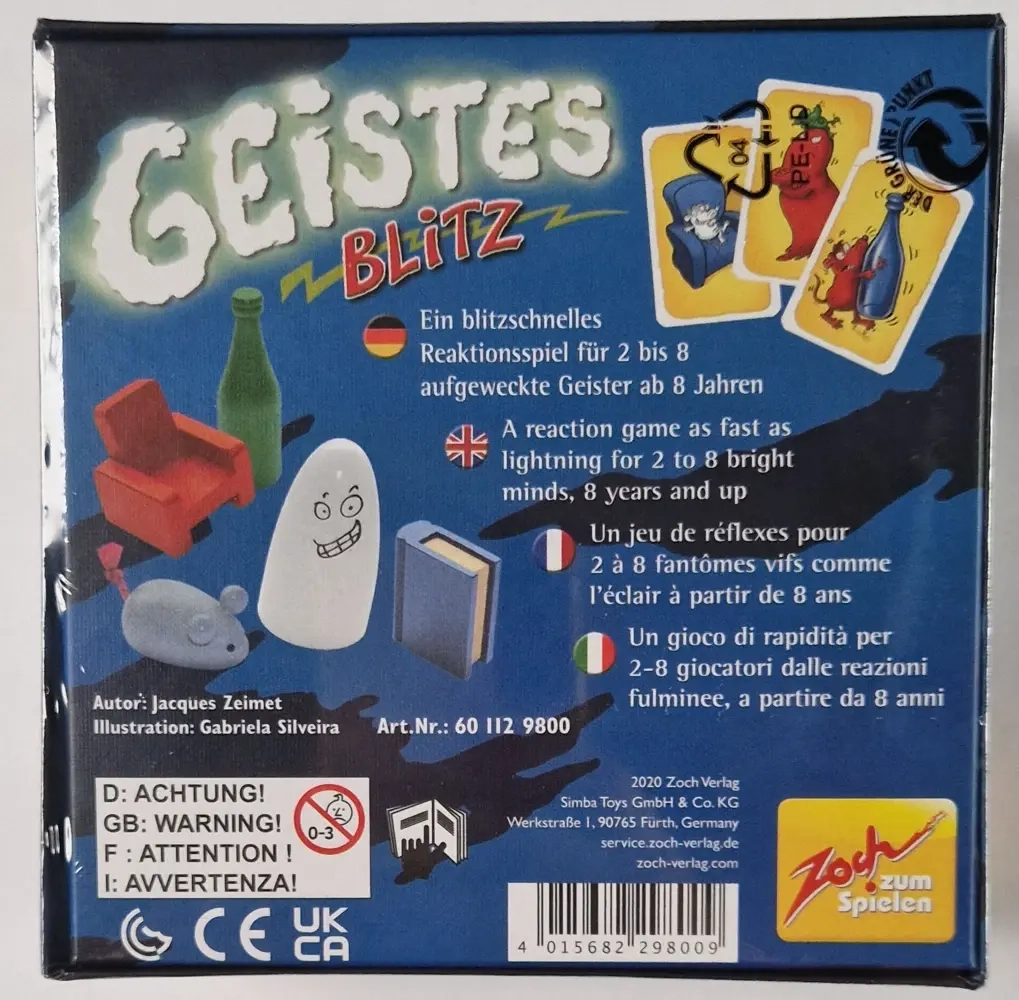 GEiSTES
BLiTZ
04
PE-LD
DER GRÜNE PUNKT
Ein blitzschnelles
Reaktionsspiel für 2 bis 8
aufgeweckte Geister ab 8 Jahren
A reaction game as fast as
lightning for 2 to 8 bright
minds, 8 years and up
Un jeu de réflexes pour
2 à 8 fantômes vifs comme
l'éclair à partir de 8 ans
Un gioco di rapidità per
2-8 giocatori dalle reazioni
fulminee, a partire da 8 anni
Autor: Jacques Zeimet
Illustration: Gabriela Silveira
Art.Nr.: 60 112 9800
D: ACHTUNG!
GB: WARNING!
F : ATTENTION !
I: AVVERTENZA!
0-3
CE
UK
CA
2020 Zoch Verlag
Simba Toys GmbH & Co. KG
Werkstraße 1, 90765 Fürth, Germany
service.zoch-verlag.de
zoch-verlag.com
4 015682 298009
Zoch
zum
Spielen